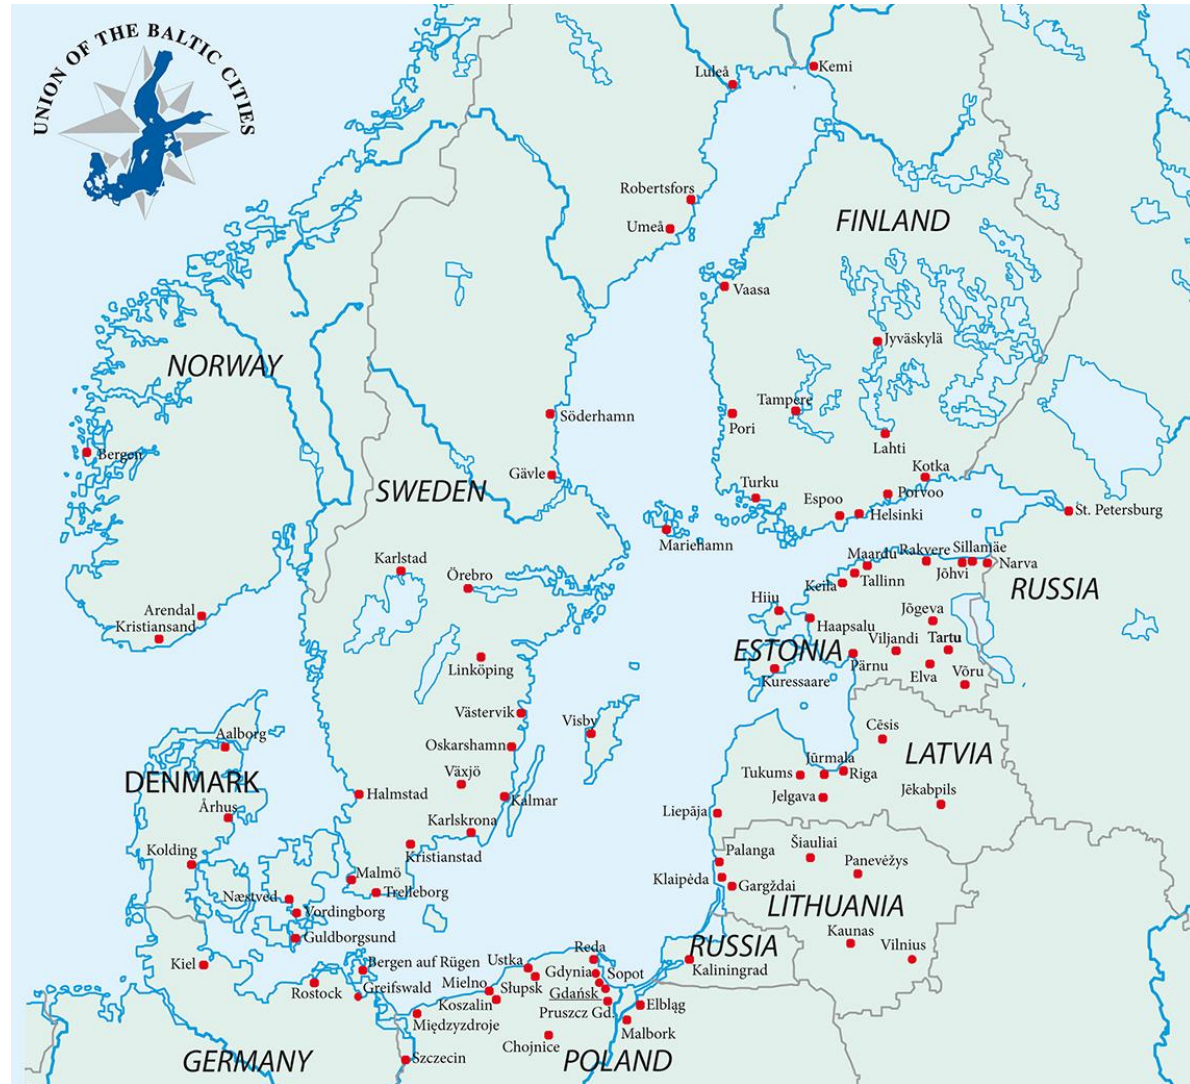 UNION OF THE BALTIC CITIES
Luleå
Kemi
Robertsfors
Umeå
FINLAND
Vaasa
Jyväskylä
NORWAY
Tampere
Söderhamn
Pori
Lahti
Bergen
Kotka
Gävle
SWEDEN
Turku
Espoo
Porvoo
Helsinki
St. Petersburg
Mariehamn
Karlstad
Örebro
Maardu
Rakvere
Sillamäe
Keila
Tallinn
Jõhvi
Narva
RUSSIA
Hiiu
Arendal
Kristiansand
Haapsalu
Jõgeva
Viljandi
Tartu
ESTONIA
Pärnu
Linköping
Kuressaare
Elva
Võru
Västervik
Visby
Aalborg
Oskarshamn
Cēsis
LATVIA
DENMARK
Växjö
Jūrmala
Tukums
Riga
Halmstad
Kalmar
Jelgava
Jēkabpils
Århus
Karlskrona
Liepāja
Kolding
Kristianstad
Palanga
Šiauliai
Panevėžys
Malmö
Klaipėda
Gargždai
Næstved
Trelleborg
LITHUANIA
Vordingborg
Kaunas
Guldborgsund
Vilnius
RUSSIA
Kiel
Bergen auf Rügen
Ustka
Reda
Gdynia
Sopot
Kaliningrad
Rostock
Greifswald
Mielno
Słupsk
Gdańsk
Koszalin
Pruszcz Gd.
Elbląg
Międzyzdroje
Malbork
Chojnice
GERMANY
Szczecin
POLAND